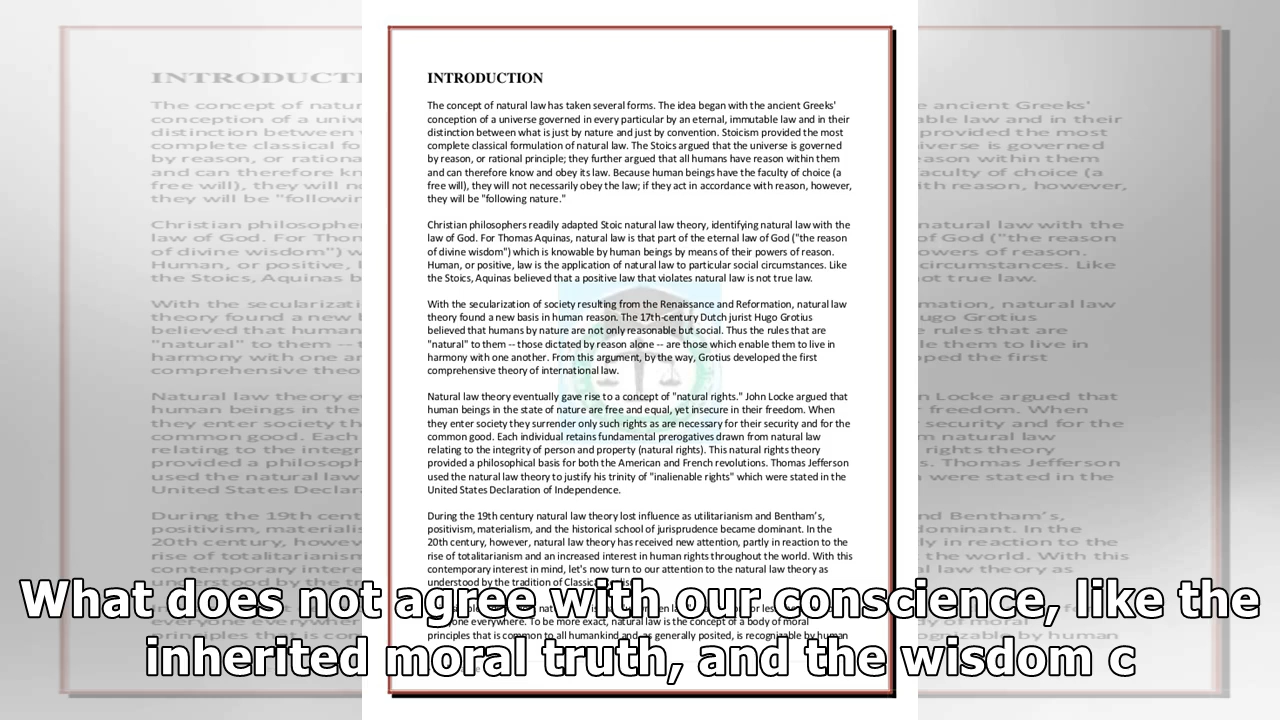 INTRODUCTION
The concept of natural law has taken several forms. The idea began with the ancient Greeks'
conception of a universe governed in every particular by an eternal, immutable law and in their
distinction between what is just by nature and just by convention. Stoicism provided the most
complete classical formulation of natural law. The Stoics argued that the universe is governed
by reason, or rational principle; they further argued that all humans have reason within them
and can therefore know and obey its law. Because human beings have the faculty of choice (a
free will), they will not necessarily obey the law; if they act in accordance with reason, however,
they will be "following nature."
Christian philosophers readily adapted Stoic natural law theory, identifying natural law with the
law of God. For Thomas Aquinas, natural law is that part of the eternal law of God ("the reason
of divine wisdom") which is knowable by human beings by means of their powers of reason.
Human, or positive, law is the application of natural law to particular social circumstances. Like
the Stoics, Aquinas believed that a positive law that violates natural law is not true law.
With the secularization of society resulting from the Renaissance and Reformation, natural law
theory found a new basis in human reason. The 17th-century Dutch jurist Hugo Grotius
believed that humans by nature are not only reasonable but social. Thus the rules that are
"natural" to them -- those dictated by reason alone -- are those which enable them to live in
harmony with one another. From this argument, by the way, Grotius developed the first
comprehensive theory of international law.
Natural law theory eventually gave rise to a concept of "natural rights." John Locke argued that
human beings in the state of nature are free and equal, yet insecure in their freedom. When
they enter society they surrender only such rights as are necessary for their security and for the
common good. Each individual retains fundamental prerogatives drawn from natural law
relating to the integrity of person and property (natural rights). This natural rights theory
provided a philosophical basis for both the American and French revolutions. Thomas Jefferson
used the natural law theory to justify his trinity of "inalienable rights" which were stated in the
United States Declaration of Independence.
During the 19th century natural law theory lost influence as utilitarianism and Bentham's,
positivism, materialism, and the historical school of jurisprudence became dominant. In the
20th century, however, natural law theory has received new attention, partly in reaction to the
rise of totalitarianism and an increased interest in human rights throughout the world. With this
contemporary interest in mind, let's now turn to our attention to the natural law theory as
understood by the tradition of
everywhere. To be more exact, natural law is the concept of a body of moral
principles that is common to all humankind and, as generally posited, is recognizable by human
What does not agree with our conscience, like the
inherited moral truth, and the wisdom c